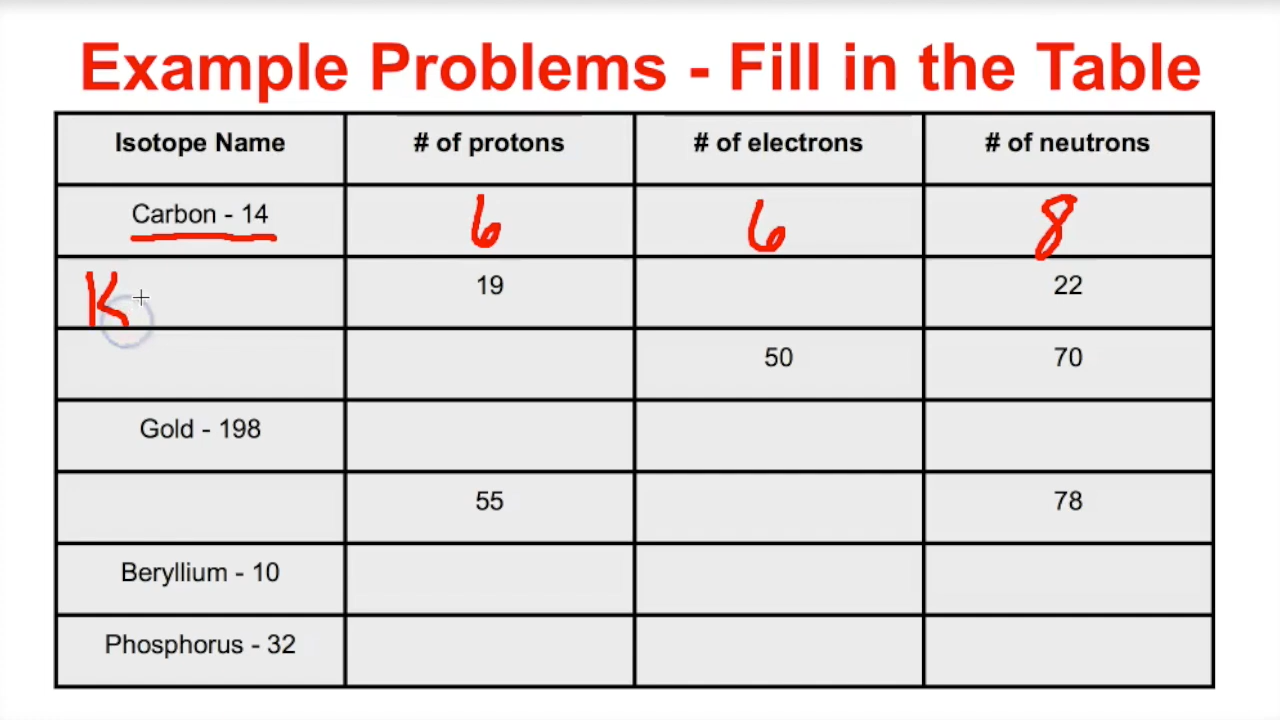 Example Problems - Fill in the Table
Isotope Name # of protons # of electrons # of neutrons
Carbon - 14 6 6 8
K 19 22
50 70
Gold - 198
55 78
Beryllium - 10
Phosphorus - 32